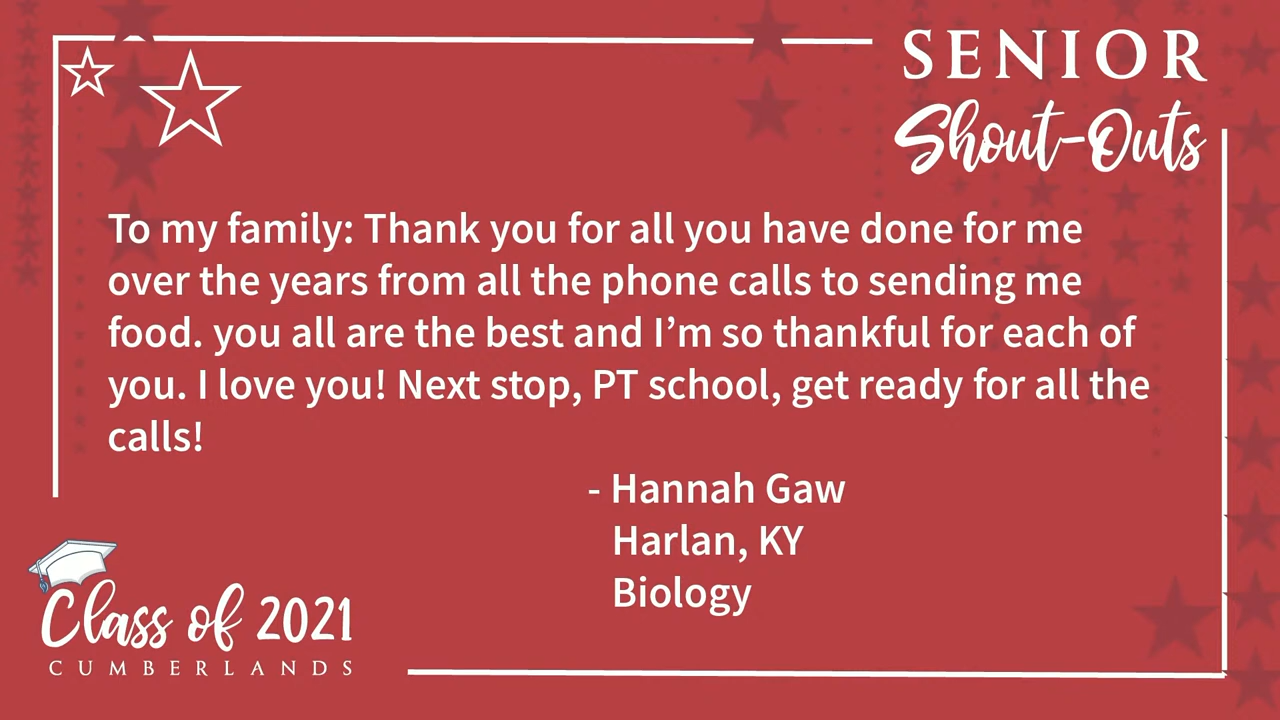 SENIOR
Shout-Outs
To my family: Thank you for all you have done for me
over the years from all the phone calls to sending me
food. you all are the best and I’m so thankful for each of
you. I love you! Next stop, PT school, get ready for all the
calls!
- Hannah Gaw
Harlan, KY
Biology
Class of 2021
CUMBERLANDS